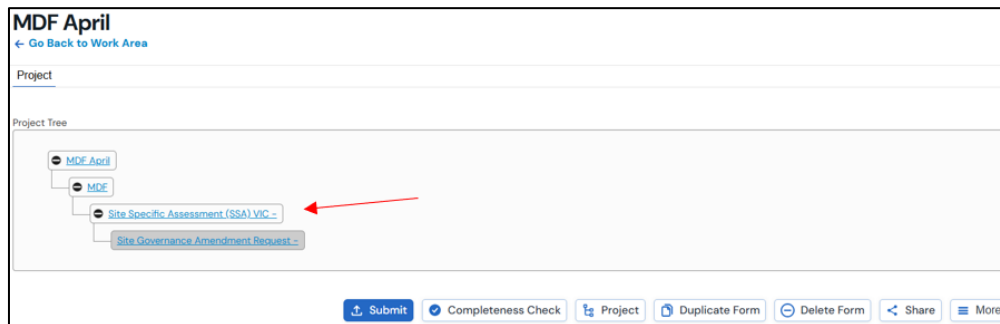 MDF April
← Go Back to Work Area
Project
Project Tree
MDF April
MDF
Site Specific Assessment (SSA) VIC -
Site Governance Amendment Request -
Submit Completeness Check Project Duplicate Form Delete Form Share More